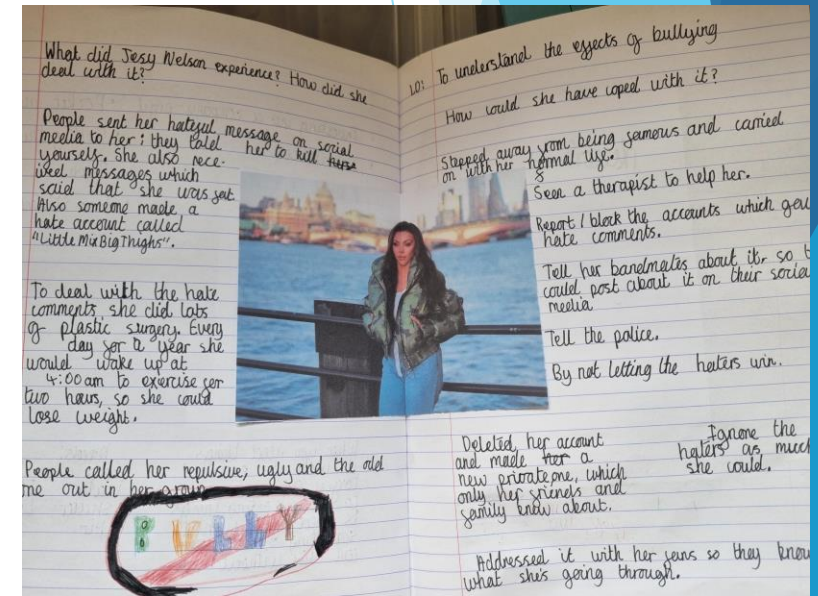 What did Jesy Nelson experience? How did she
deal with it?
People sent her hateful message on social
media to her; they told her to kill
yourself. She also rece-
ived messages which
said that she was fat.
Also someone made a
hate account called
"Little Mix Big Thighs".
To deal with the hate
comments, she did lots
of plastic surgery. Every
day for a year she
would wake up at
4:00am to exercise for
two hours, so she could
lose weight.
People called her repulsive, ugly and the odd
one out in her group
BULLY
LO: To understand the effects of bullying
How could she have coped with it?
Stepped away from being famous and carried
on with her normal life.
Seen a therapist to help her.
Report / block the accounts which
hate comments.
Tell her bandmates about it, so
could post about it on their social
media
Tell the police.
By not letting the haters win.
Deleted her account
and made a
new private one, which
only her friends and
family knew about.
Ignore the
haters as much
she could.
Addressed it with her fans so they know
what she's going through.